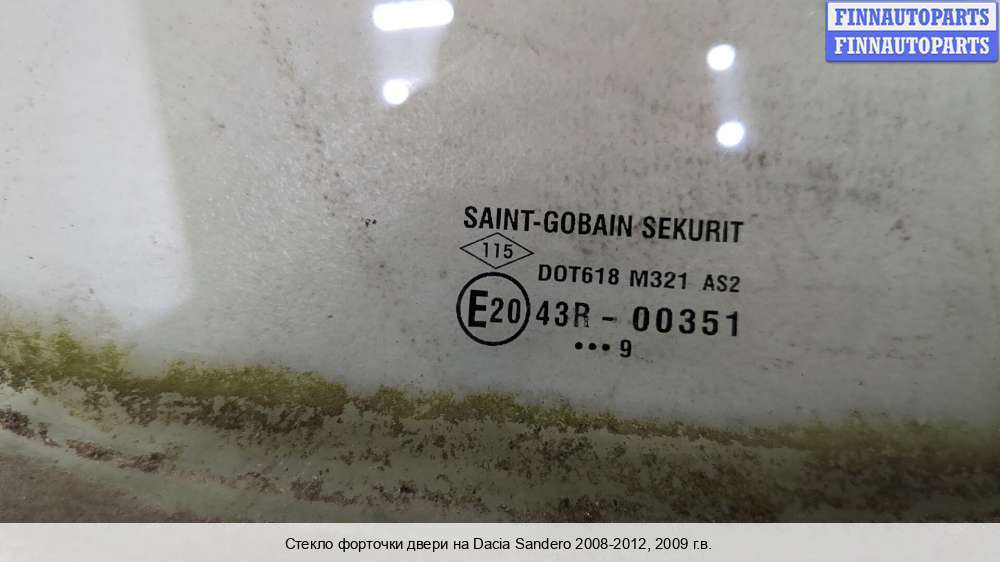 FINNAUTOPARTS
FINNAUTOPARTS
SAINT-GOBAIN SEKURIT
115
DOT618 M321 AS2
E20 43R - 00351
••• 9
Стекло форточки двери на Dacia Sandero 2008-2012, 2009 г.в.